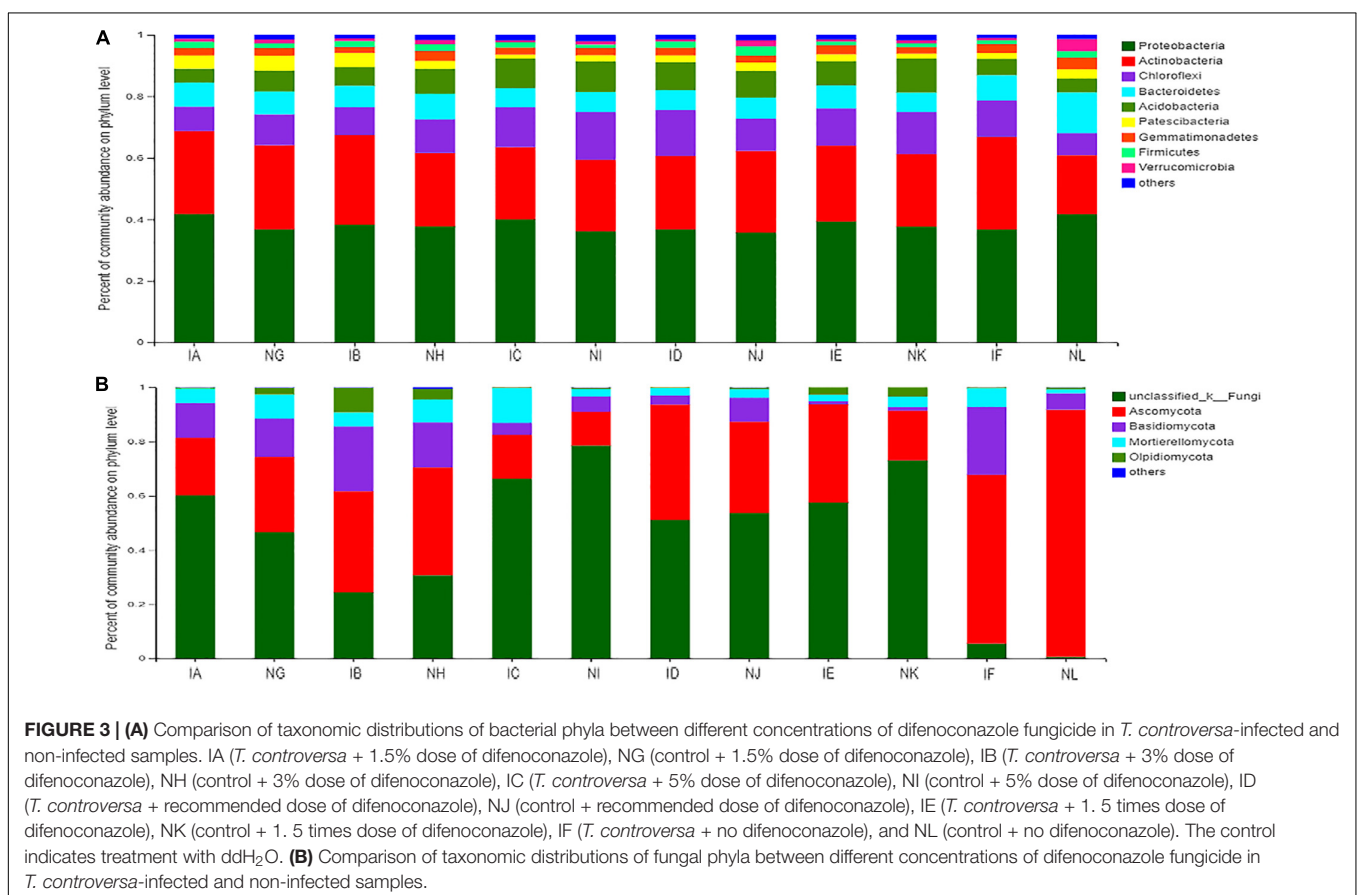 A
Percent of community abundance on phylum level
1
0.8
0.6
0.4
0.2
0
IA NG IB NH IC NI ID NJ IE NK IF NL
Proteobacteria
Actinobacteria
Chloroflexi
Bacteroidetes
Acidobacteria
Patescibacteria
Gemmatimonadetes
Firmicutes
Verrucomicrobia
others
B
Percent of community abundance on phylum level
1
0.8
0.6
0.4
0.2
0
IA NG IB NH IC NI ID NJ IE NK IF NL
unclassified_k__Fungi
Ascomycota
Basidiomycota
Mortierellomycota
Olpidiomycota
others
FIGURE 3 | (A) Comparison of taxonomic distributions of bacterial phyla between different concentrations of difenoconazole fungicide in T. controversa-infected and
non-infected samples. IA (T. controversa + 1.5% dose of difenoconazole), NG (control + 1.5% dose of difenoconazole), IB (T. controversa + 3% dose of
difenoconazole), NH (control + 3% dose of difenoconazole), IC (T. controversa + 5% dose of difenoconazole), NI (control + 5% dose of difenoconazole), ID
(T. controversa + recommended dose of difenoconazole), NJ (control + recommended dose of difenoconazole), IE (T. controversa + 1. 5 times dose of
difenoconazole), NK (control + 1. 5 times dose of difenoconazole), IF (T. controversa + no difenoconazole), and NL (control + no difenoconazole). The control
indicates treatment with ddH₂O. (B) Comparison of taxonomic distributions of fungal phyla between different concentrations of difenoconazole fungicide in
T. controversa-infected and non-infected samples.